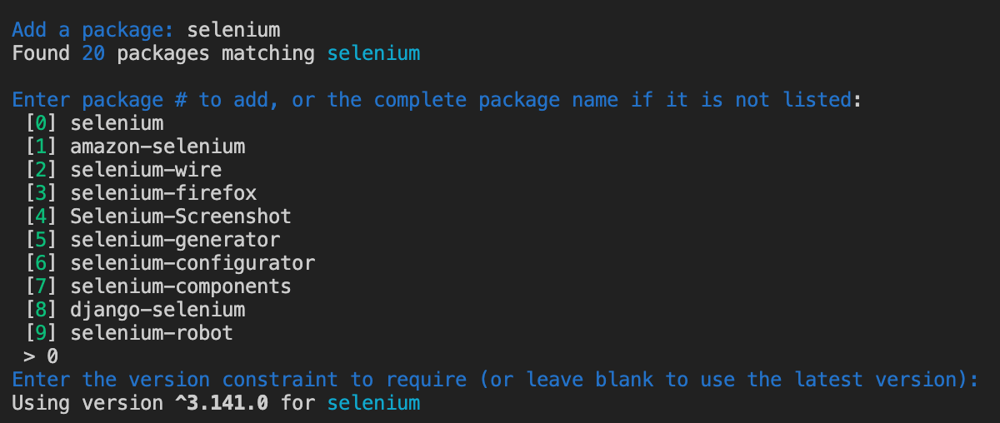 Add a package: selenium
Found 20 packages matching selenium
Enter package # to add, or the complete package name if it is not listed:
[0] selenium
[1] amazon-selenium
[2] selenium-wire
[3] selenium-firefox
[4] Selenium-Screenshot
[5] selenium-generator
[6] selenium-configurator
[7] selenium-components
[8] django-selenium
[9] selenium-robot
> 0
Enter the version constraint to require (or leave blank to use the latest version):
Using version ^3.141.0 for selenium